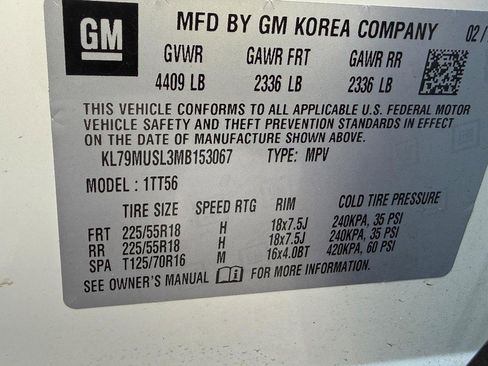 GM
MFD BY GM KOREA COMPANY 02/
GVWR GAWR FRT GAWR RR
4409 LB 2336 LB 2336 LB
THIS VEHICLE CONFORMS TO ALL APPLICABLE U.S. FEDERAL MOTOR
VEHICLE SAFETY AND THEFT PREVENTION STANDARDS IN EFFECT
ON THE DATE OF MANUFACTURE SHOWN ABOVE.
KL79MUSL3MB153067 TYPE: MPV
MODEL : 1TT56
TIRE SIZE SPEED RTG RIM COLD TIRE PRESSURE
FRT 225/55R18 H 18x7.5J 240KPA, 35 PSI
RR 225/55R18 H 18x7.5J 240KPA, 35 PSI
SPA T125/70R16 M 16x4.0BT 420KPA, 60 PSI
SEE OWNER'S MANUAL FOR MORE INFORMATION.